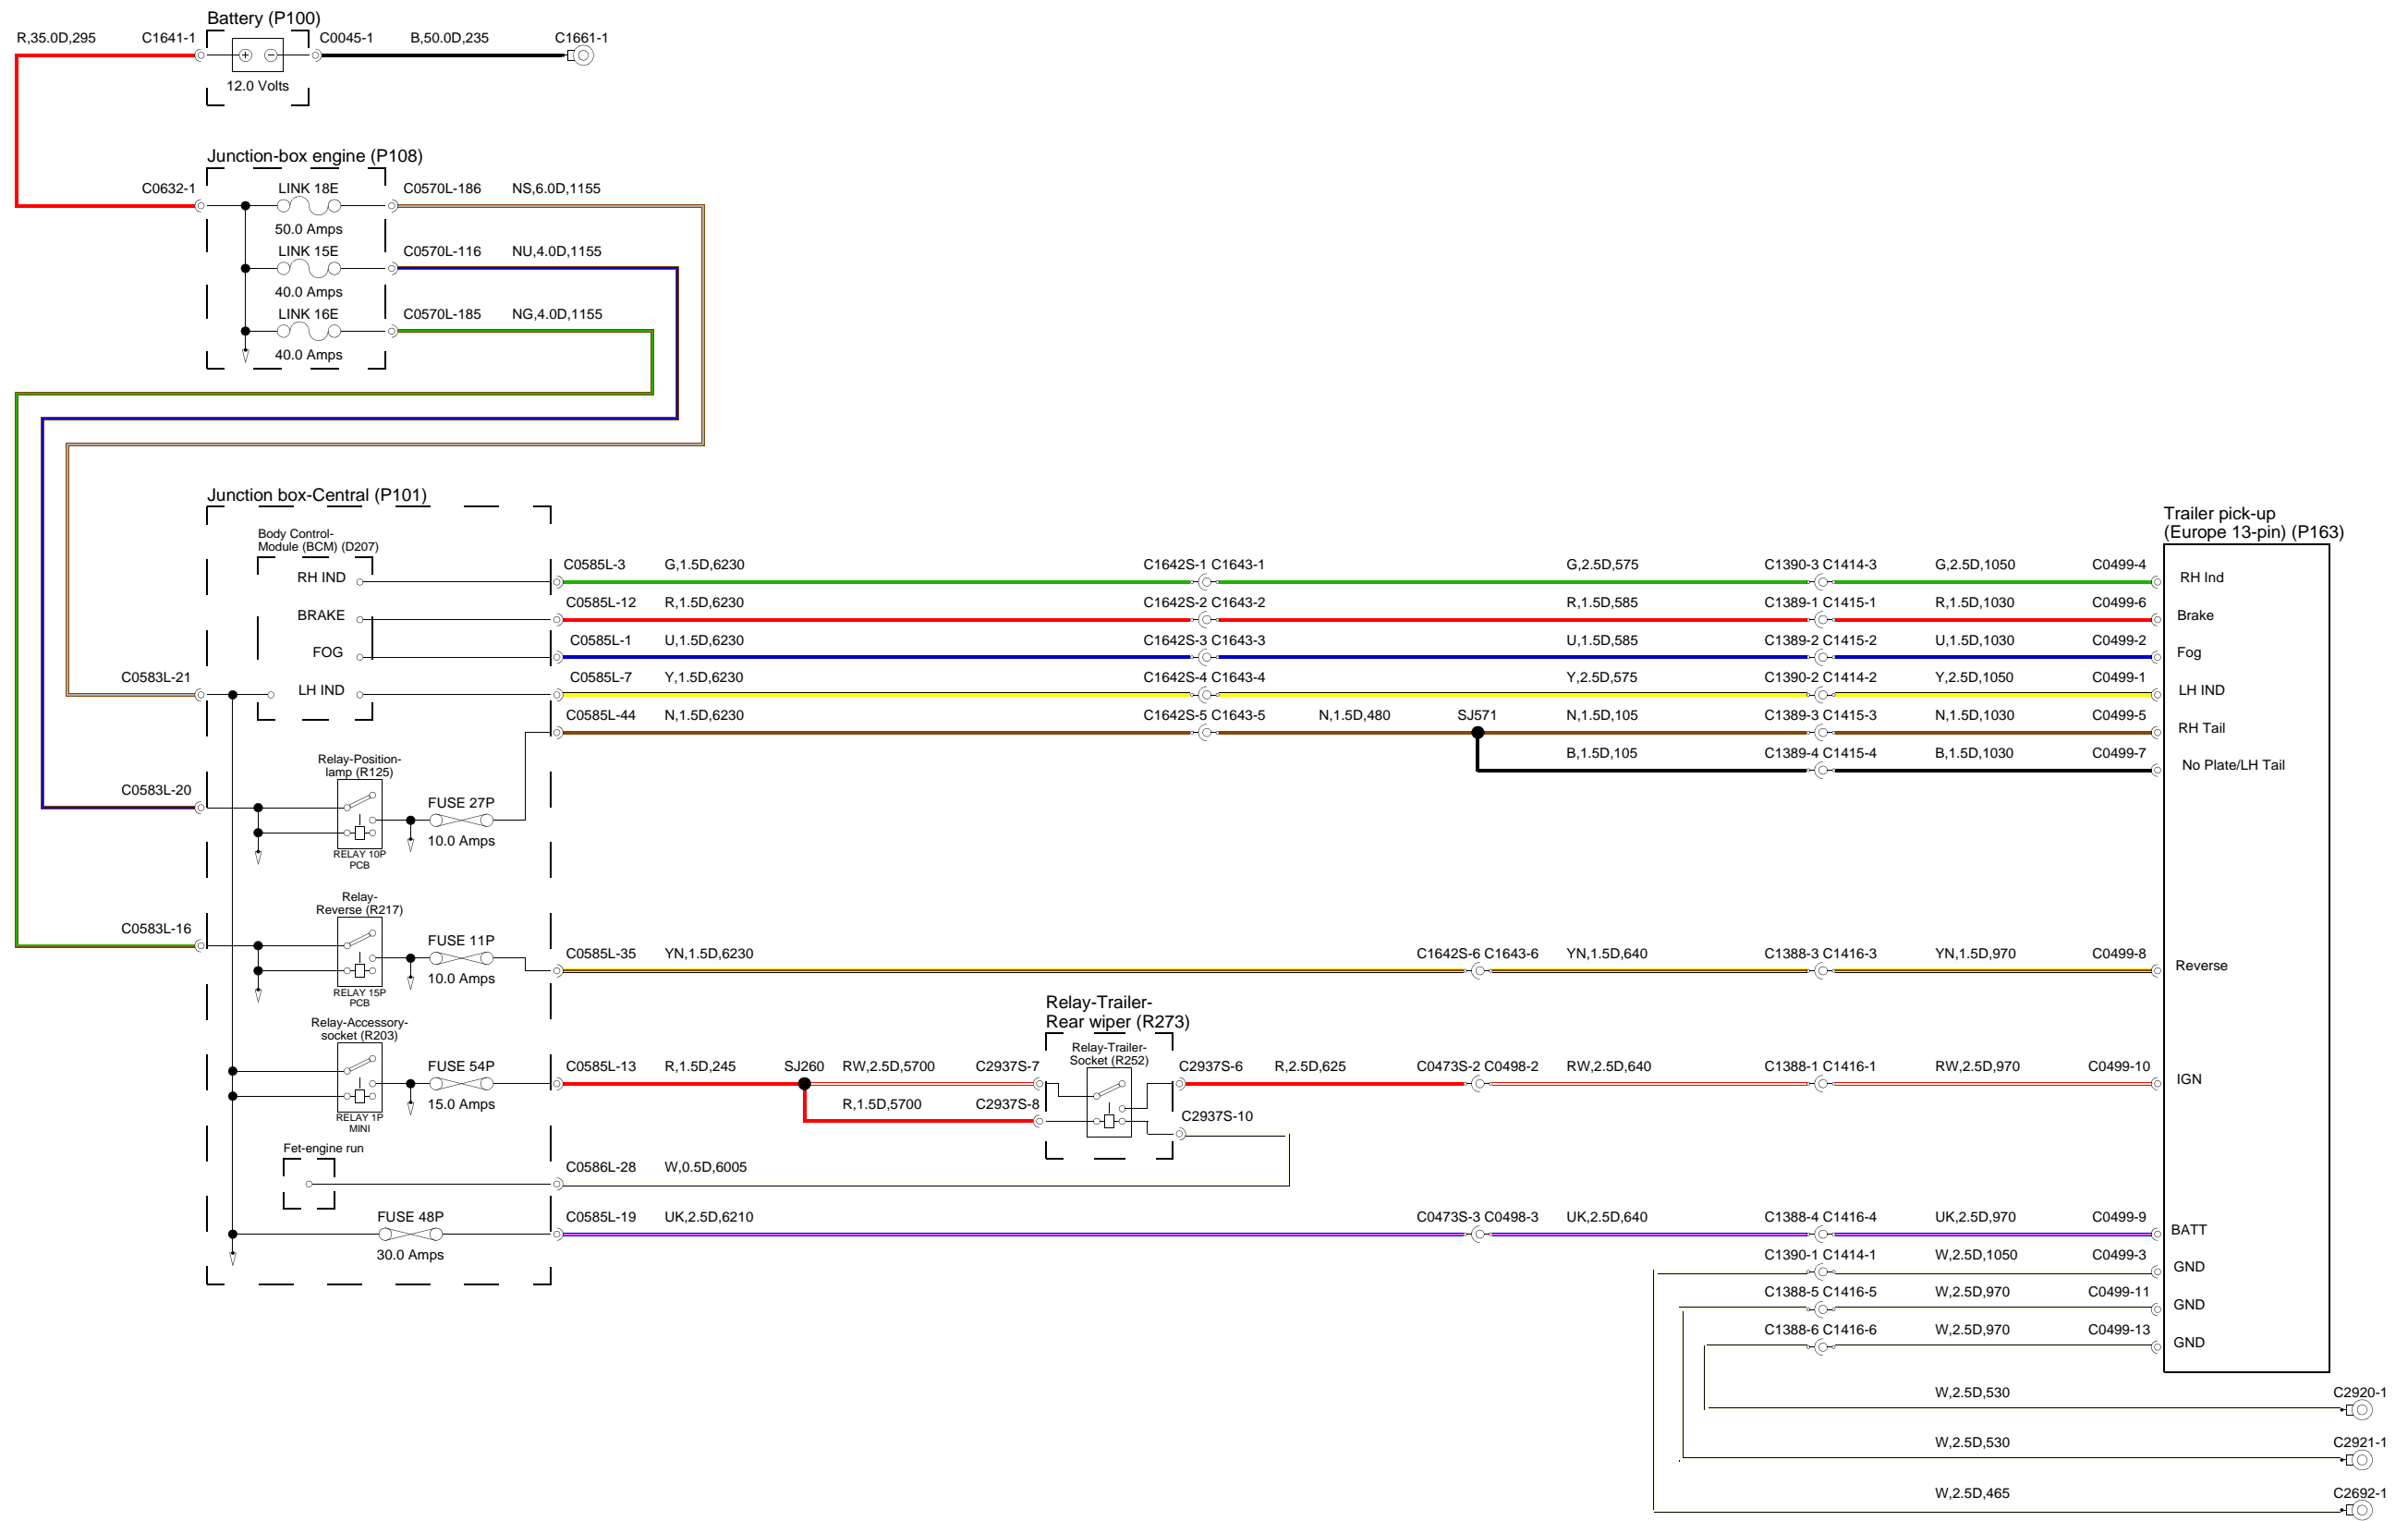 Battery (P100)
R,35.0D,295 C1641-1 C0045-1 B,50.0D,235 C1661-1
12.0 Volts
Junction-box engine (P108)
C0632-1 LINK 18E C0570L-186 NS,6.0D,1155
50.0 Amps
LINK 15E C0570L-116 NU,4.0D,1155
40.0 Amps
LINK 16E C0570L-185 NG,4.0D,1155
40.0 Amps
Junction box-Central (P101)
Trailer pick-up
(Europe 13-pin) (P163)
Body Control-
Module (BCM) (D207)
RH IND C0585L-3 G,1.5D,6230 C1642S-1 C1643-1 G,2.5D,575 C1390-3 C1414-3 G,2.5D,1050 C0499-4 RH Ind
BRAKE C0585L-12 R,1.5D,6230 C1642S-2 C1643-2 R,1.5D,585 C1389-1 C1415-1 R,1.5D,1030 C0499-6 Brake
FOG C0585L-1 U,1.5D,6230 C1642S-3 C1643-3 U,1.5D,585 C1389-2 C1415-2 U,1.5D,1030 C0499-2 Fog
C0583L-21 LH IND C0585L-7 Y,1.5D,6230 C1642S-4 C1643-4 Y,2.5D,575 C1390-2 C1414-2 Y,2.5D,1050 C0499-1 LH IND
C0585L-44 N,1.5D,6230 C1642S-5 C1643-5 N,1.5D,480 SJ571 N,1.5D,105 C1389-3 C1415-3 N,1.5D,1030 C0499-5 RH Tail
B,1.5D,105 C1389-4 C1415-4 B,1.5D,1030 C0499-7 No Plate/LH Tail
Relay-Position-
lamp (R125)
C0583L-20 FUSE 27P
10.0 Amps
RELAY 10P
PCB
Relay-
Reverse (R217)
C0583L-16 FUSE 11P
10.0 Amps
RELAY 15P
PCB
C0585L-35 YN,1.5D,6230 C1642S-6 C1643-6 YN,1.5D,640 C1388-3 C1416-3 YN,1.5D,970 C0499-8 Reverse
Relay-Trailer-
Rear wiper (R273)
Relay-Accessory-
socket (R203)
Relay-Trailer-
Socket (R252)
FUSE 54P C0585L-13 R,1.5D,245 SJ260 RW,2.5D,5700 C2937S-7 C2937S-6 R,2.5D,625 C0473S-2 C0498-2 RW,2.5D,640 C1388-1 C1416-1 RW,2.5D,970 C0499-10 IGN
15.0 Amps R,1.5D,5700 C2937S-8 C2937S-10
RELAY 1P
MINI
Fet-engine run
C0586L-28 W,0.5D,6005
FUSE 48P C0585L-19 UK,2.5D,6210 C0473S-3 C0498-3 UK,2.5D,640 C1388-4 C1416-4 UK,2.5D,970 C0499-9 BATT
30.0 Amps
C1390-1 C1414-1 W,2.5D,1050 C0499-3 GND
C1388-5 C1416-5 W,2.5D,970 C0499-11 GND
C1388-6 C1416-6 W,2.5D,970 C0499-13 GND
W,2.5D,530 C2920-1
W,2.5D,530 C2921-1
W,2.5D,465 C2692-1